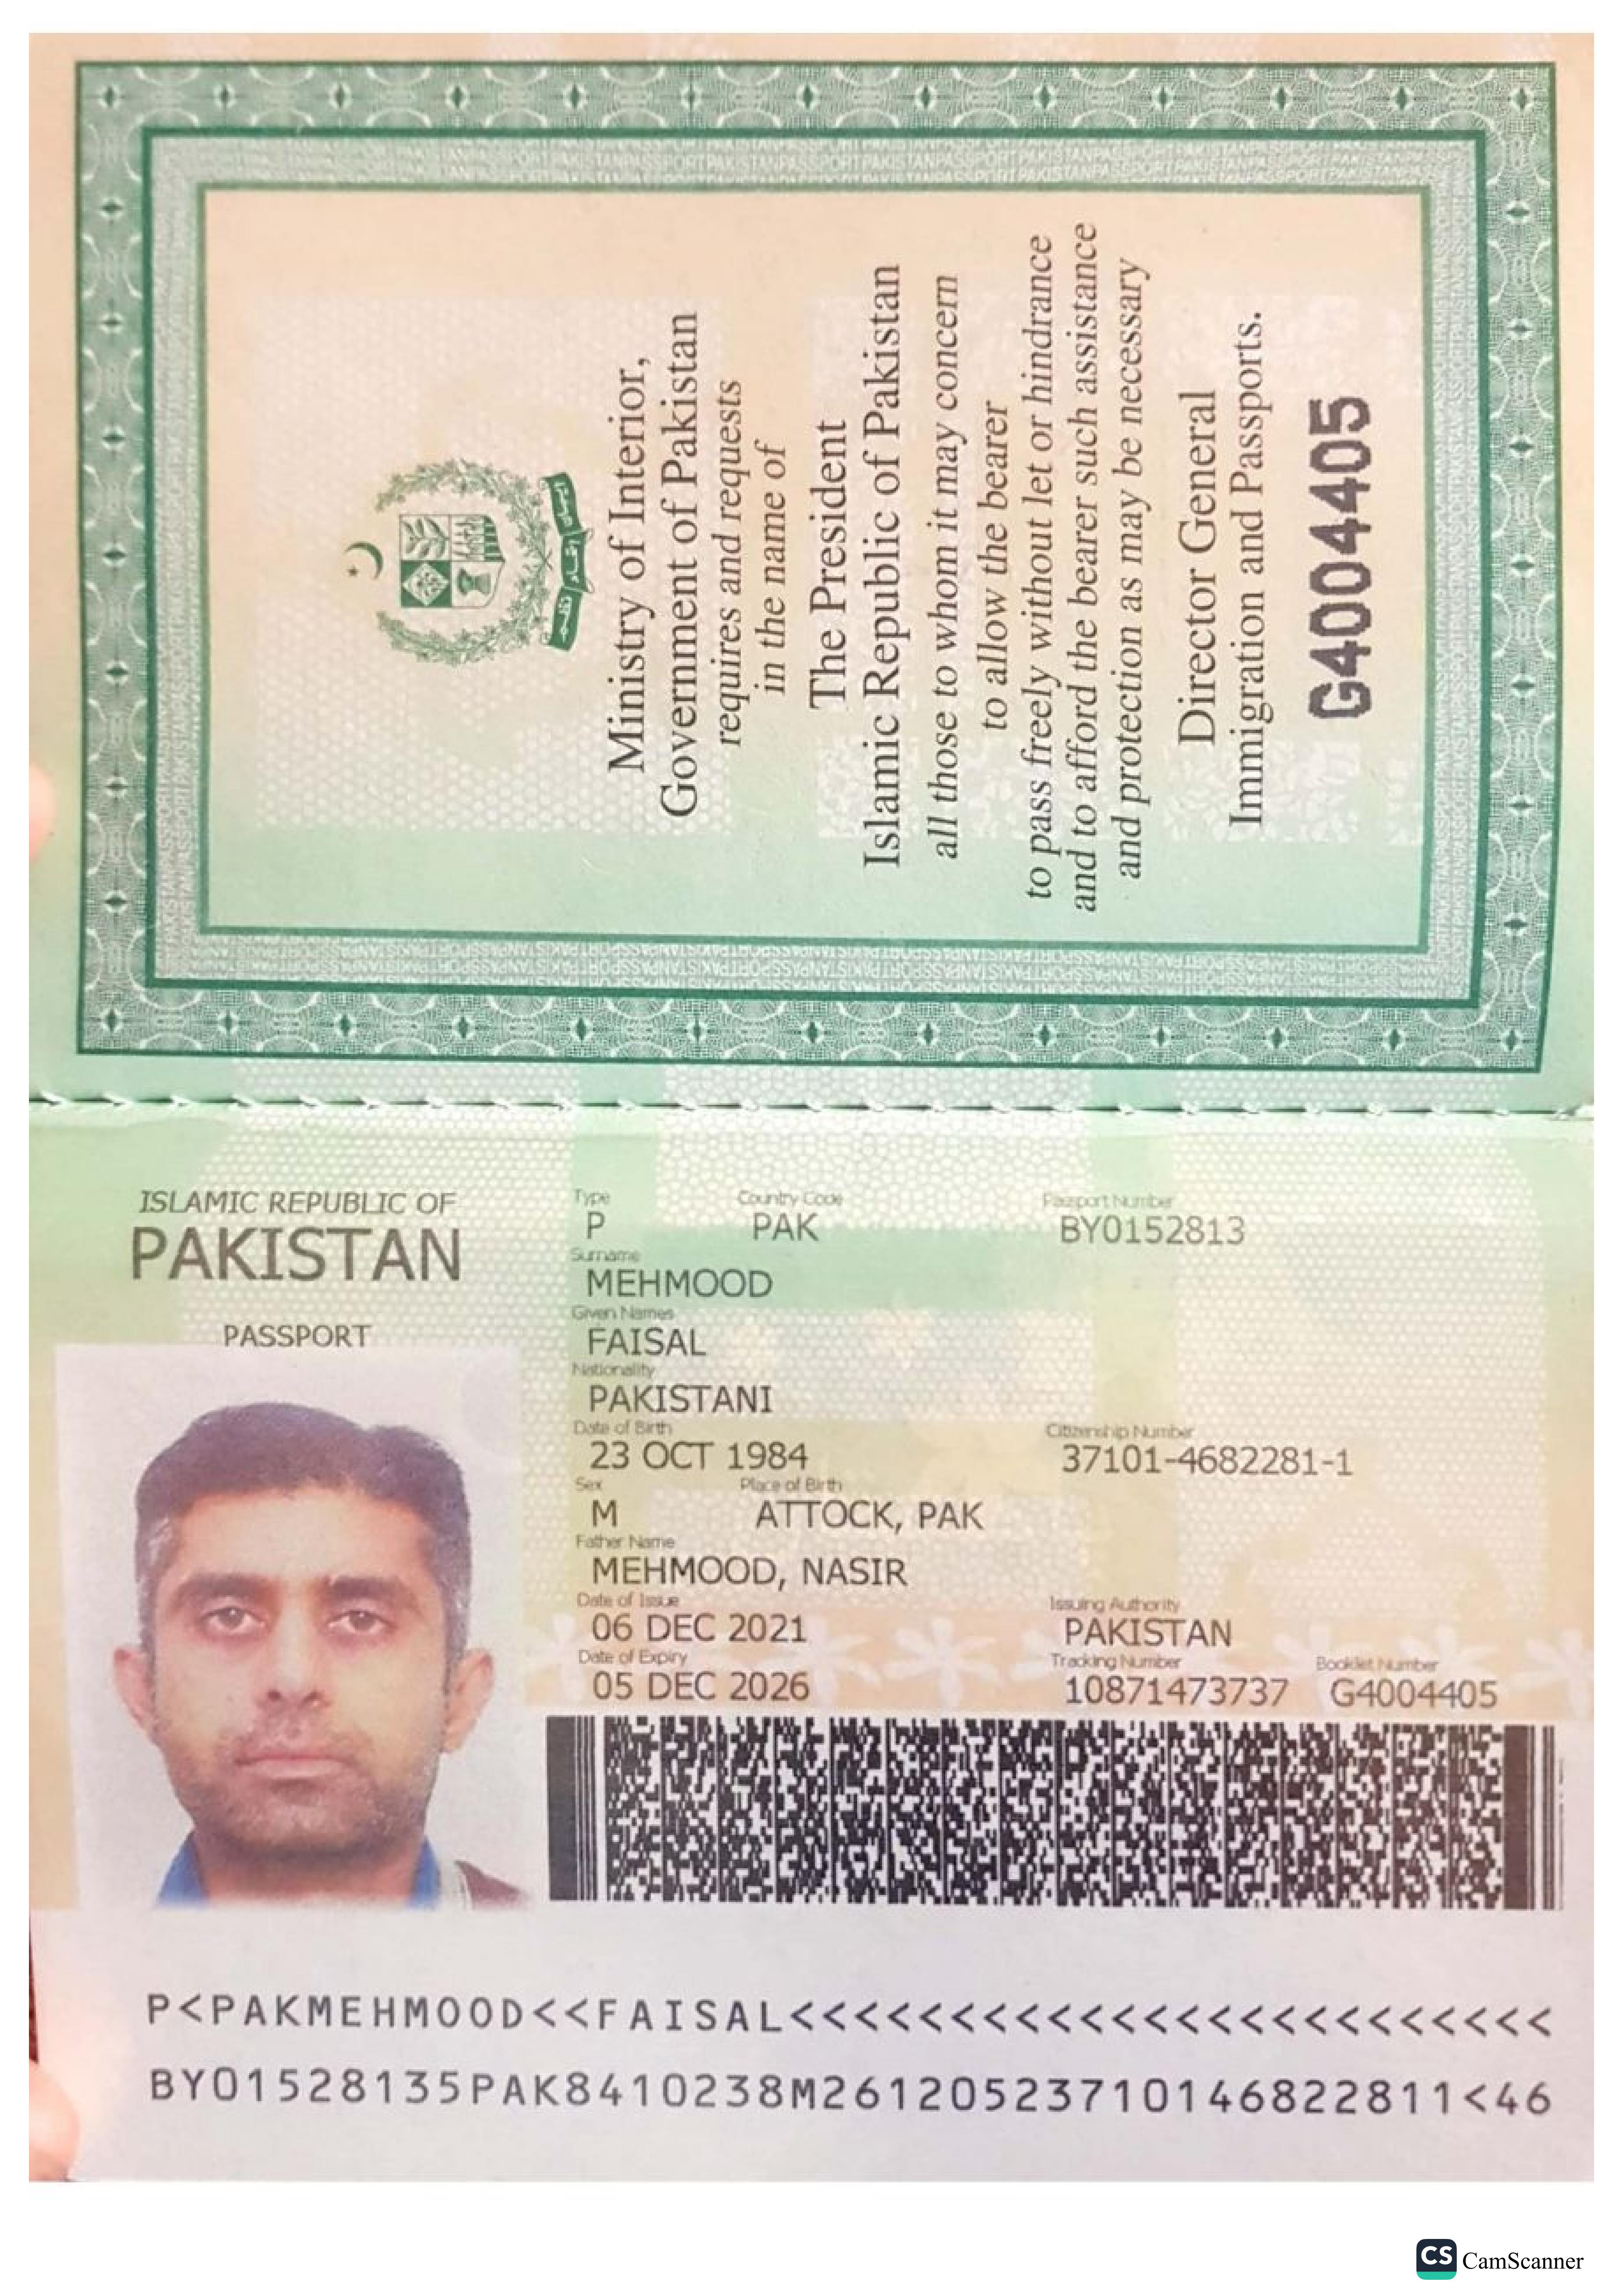 Ministry of Interior,
Government of Pakistan
requires and requests
in the name of
The President
Islamic Republic of Pakistan
all those to whom it may concern
to allow the bearer
to pass freely without let or hindrance
and to afford the bearer such assistance
and protection as may be necessary
Director General
Immigration and Passports.
G4004405
ISLAMIC REPUBLIC OF
PAKISTAN
PASSPORT
Type Country Code Passport Number
P PAK BY0152813
Surname
MEHMOOD
Given Names
FAISAL
Nationality
PAKISTANI
Date of Birth Citizenship Number
23 OCT 1984 37101-4682281-1
Sex Place of Birth
M ATTOCK, PAK
Father Name
MEHMOOD, NASIR
Date of Issue Issuing Authority
06 DEC 2021 PAKISTAN
Date of Expiry Tracking Number Booklet Number
05 DEC 2026 10871473737 G4004405
P<PAKMEHMOOD<<FAISAL<<<<<<<<<<<<<<<<<<<<<<<<
BY01528135PAK8410238M26120523710146822811<46
CS CamScanner